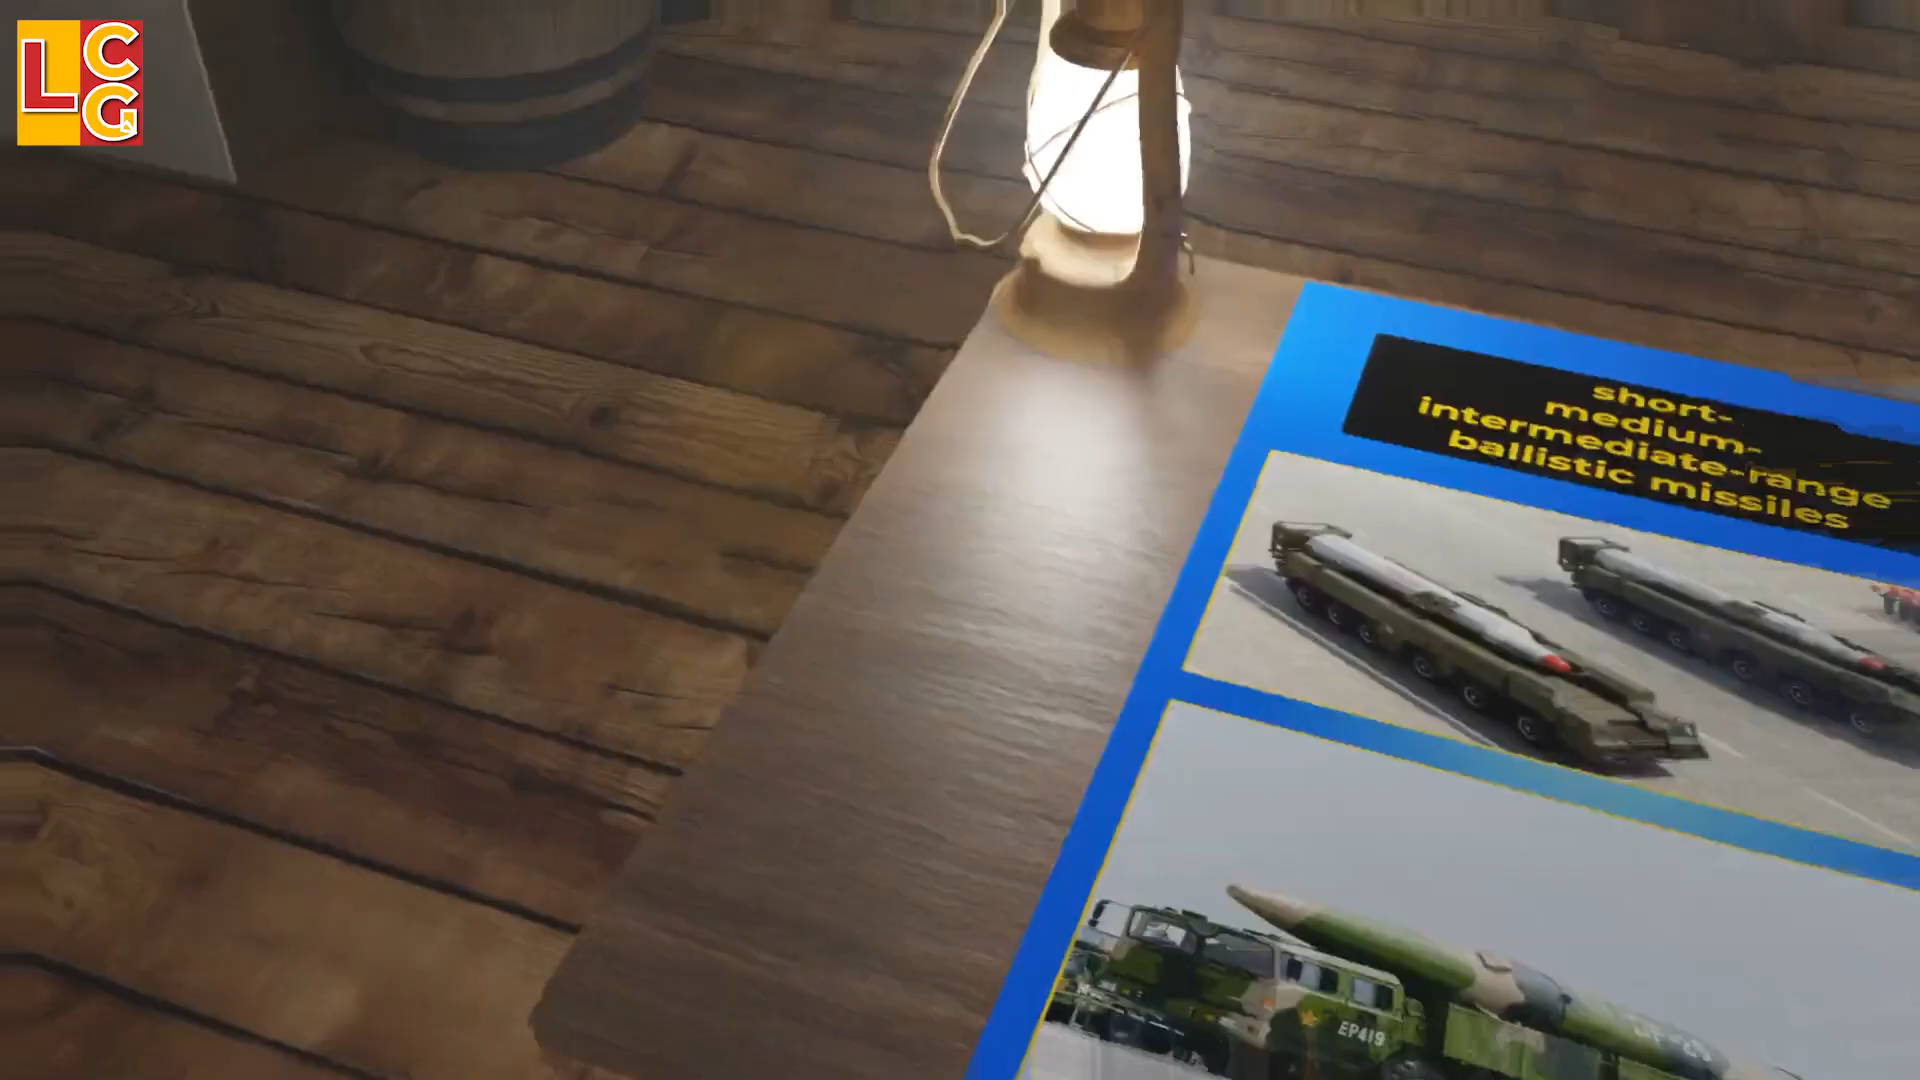 LCG
short-
medium-
intermediate-range
ballistic missiles
EP419